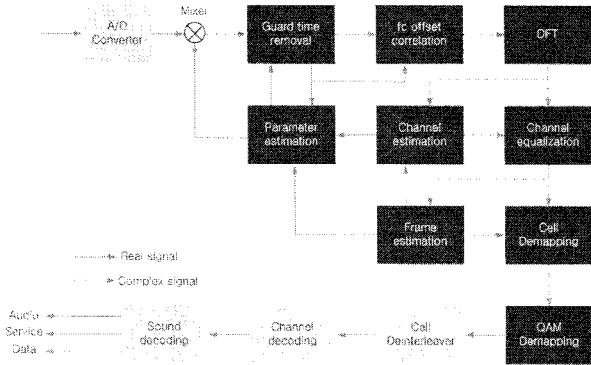 Mixer
A/D
Converter
Guard time
removal
fc offset
correlation
DFT
Parameter
estimation
Channel
estimation
Channel
equalization
Frame
estimation
Cell
Demapping
Real signal
Complex signal
Audio
Service
Data
Sound
decoding
Channel
decoding
Cell
Deinterleaver
QAM
Demapping